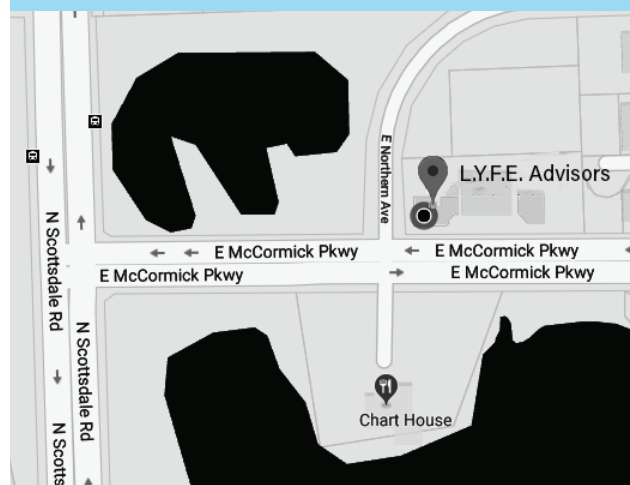 E Northern Ave
L.Y.F.E. Advisors
N Scottsdale Rd
E McCormick Pkwy
E McCormick Pkwy
E McCormick Pkwy
E McCormick Pkwy
N Scottsdale Rd
Chart House
N Scotts